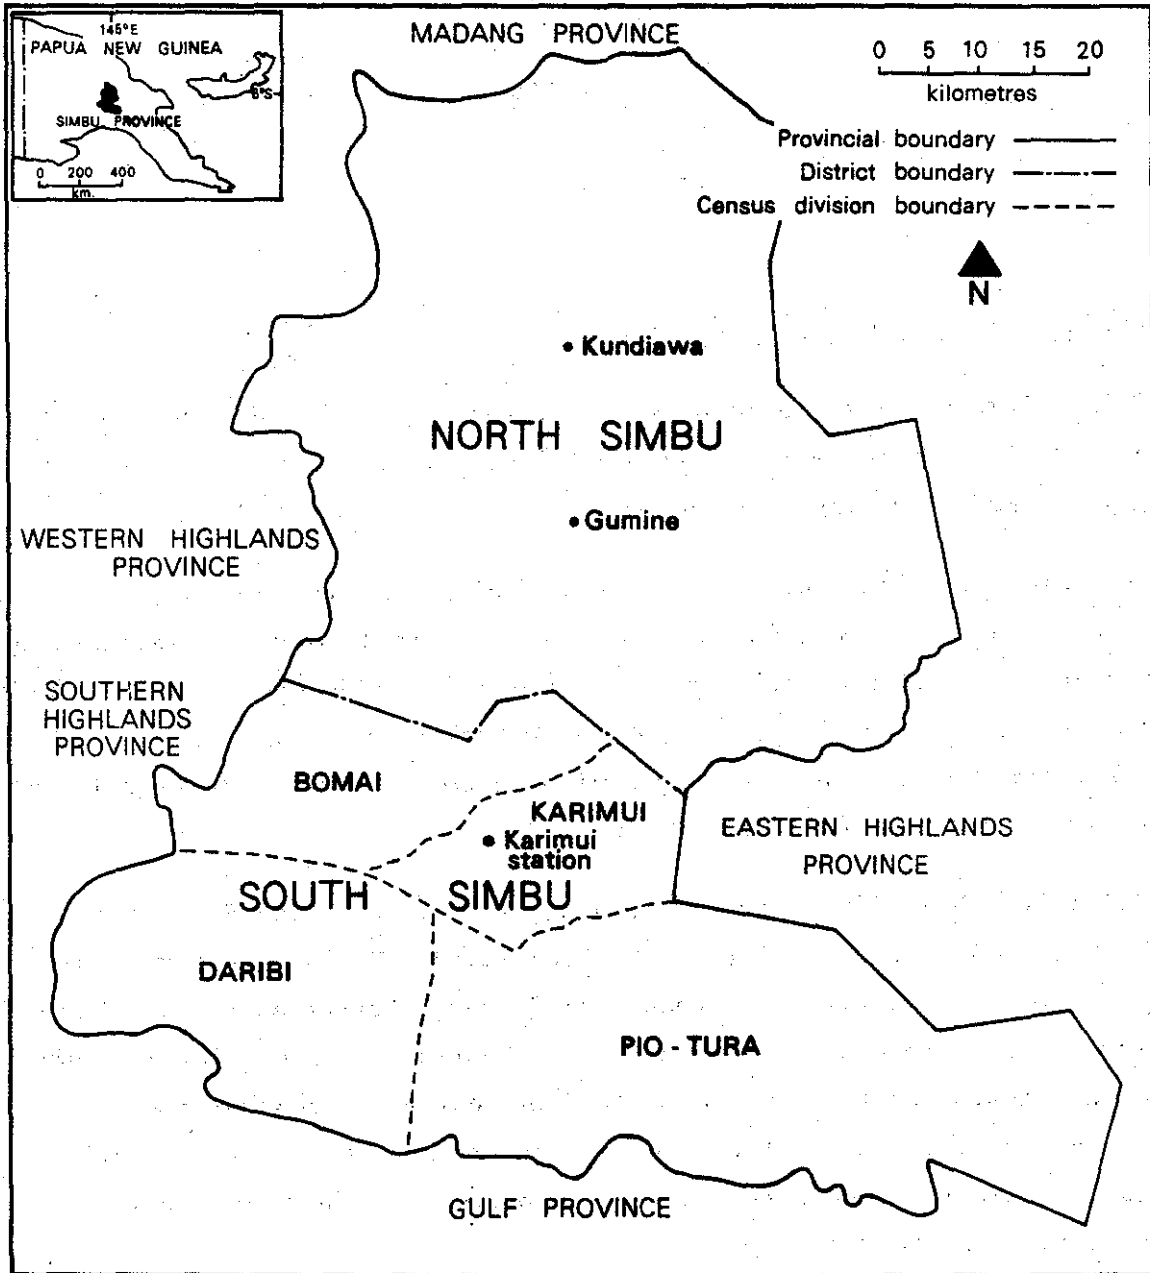 145°E
PAPUA NEW GUINEA
6°S
SIMBU PROVINCE
0 200 400
km.
MADANG PROVINCE
0 5 10 15 20
kilometres
Provincial boundary
District boundary
Census division boundary
N
Kundiawa
NORTH SIMBU
Gumine
WESTERN HIGHLANDS
PROVINCE
SOUTHERN
HIGHLANDS
PROVINCE
BOMAI
KARIMUI
Karimui
station
EASTERN HIGHLANDS
PROVINCE
SOUTH SIMBU
DARIBI
PIO - TURA
GULF PROVINCE